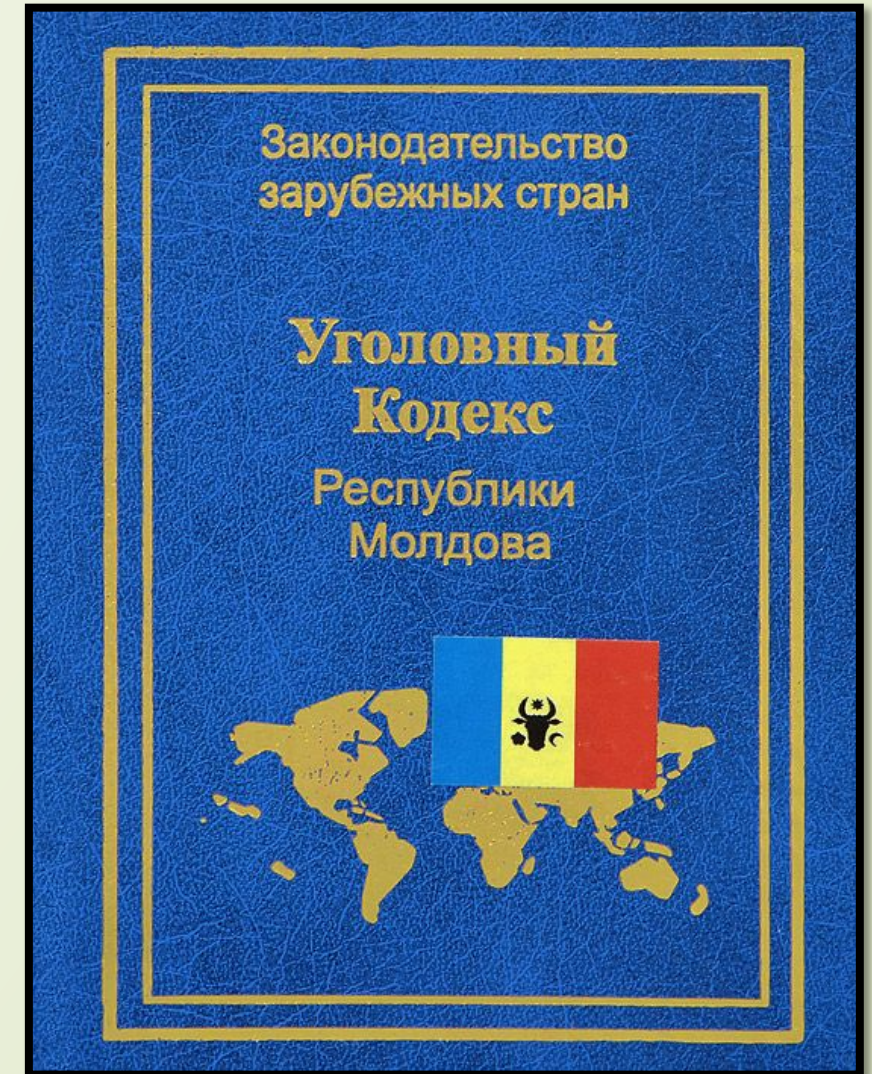 Законодательство
зарубежных стран
Уголовный
Кодекс
Республики
Молдова